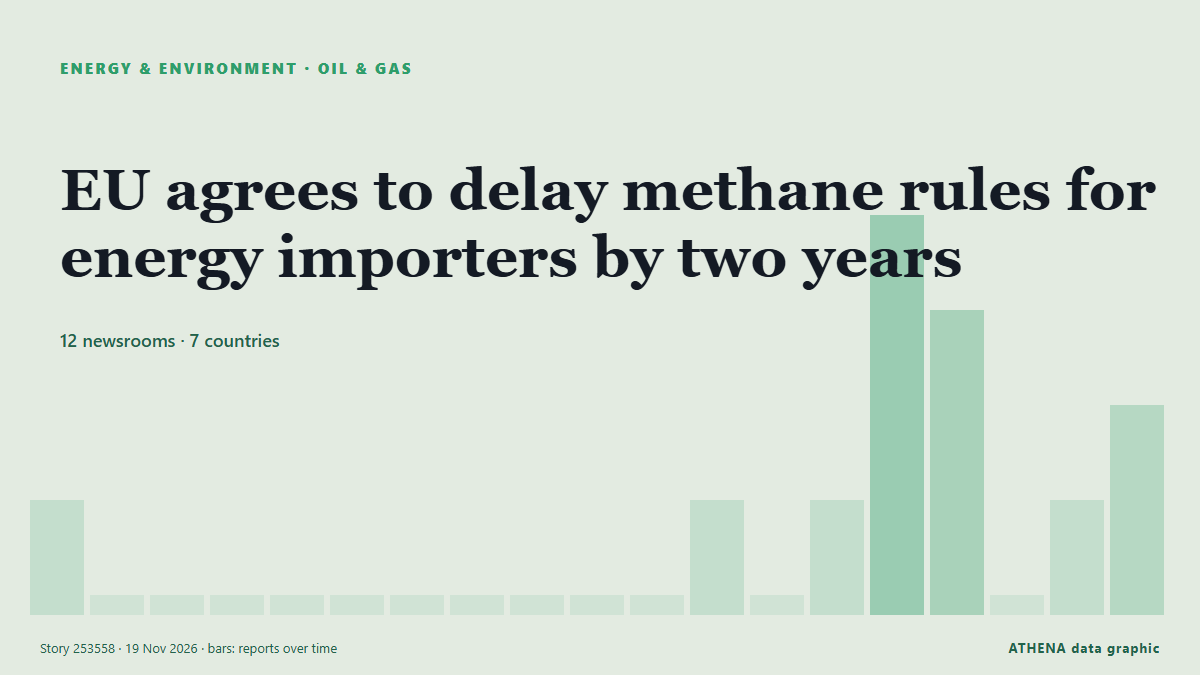 ENERGY & ENVIRONMENT · OIL & GAS
EU agrees to delay methane rules for
energy importers by two years
12 newsrooms · 7 countries
Story 253558 · 19 Nov 2026 · bars: reports over time
ATHENA data graphic